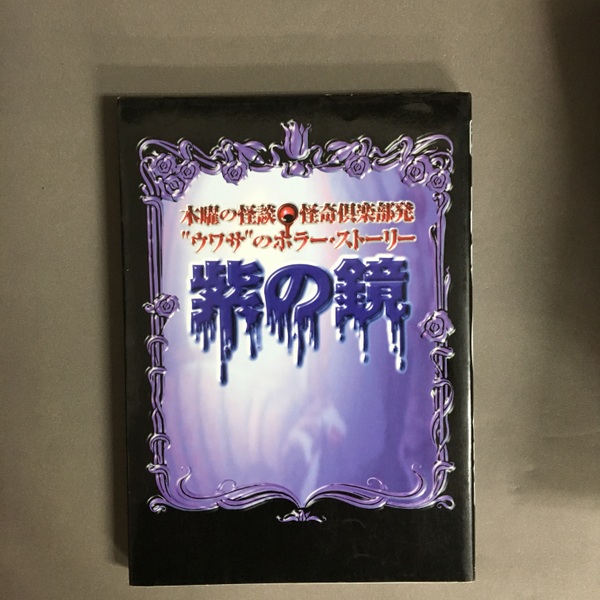 木曜の怪談 怪奇倶楽部発
"ウワサ"のホラー・ストーリー
紫の鏡